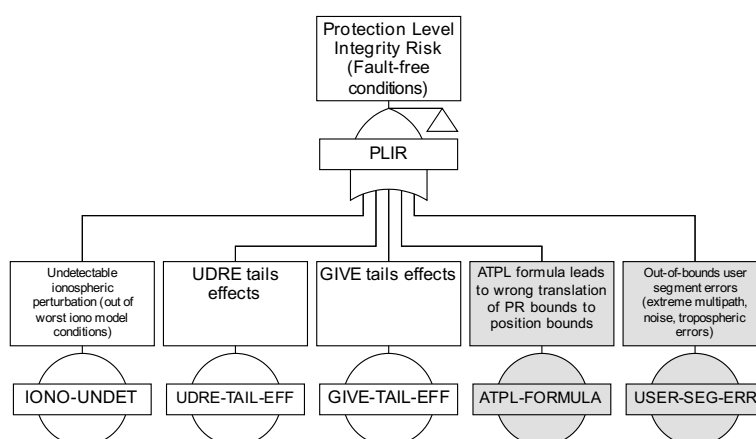 Protection Level
Integrity Risk
(Fault-free
conditions)
PLIR
Undetectable
ionospheric
perturbation (out of
worst iono model
conditions)
UDRE tails
effects
GIVE tails effects
ATPL formula leads
to wrong translation
of PR bounds to
position bounds
Out-of-bounds user
segment errors
(extreme multipath,
noise, tropospheric
errors)
IONO-UNDET
UDRE-TAIL-EFF
GIVE-TAIL-EFF
ATPL-FORMULA
USER-SEG-ERR